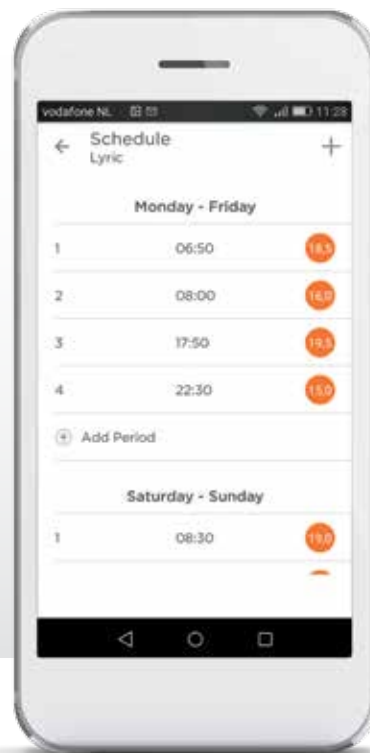 vodafone NL 11:28
Schedule
Lyric
Monday - Friday
1 06:50 18,5
2 08:00 16,0
3 17:50 19,5
4 22:30 15,0
Add Period
Saturday - Sunday
1 08:30 19,0